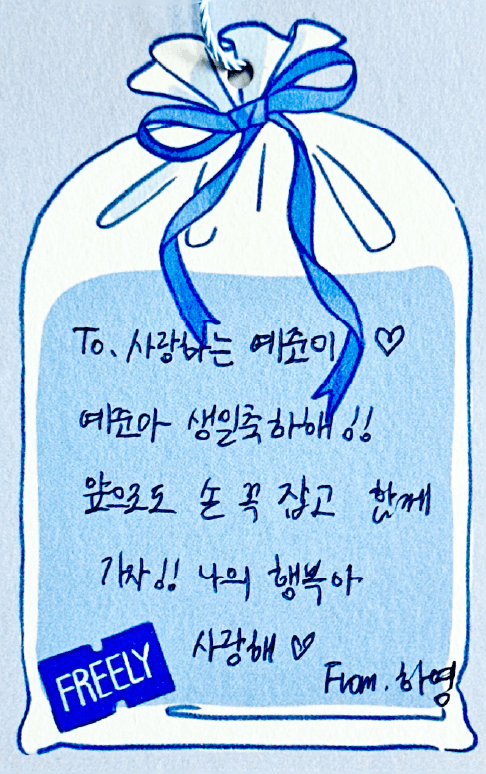 To. 사랑하는 예준이 ♡
예준아 생일축하해!!
앞으로도 손 꼭 잡고 함께
가자!! 나의 행복아
사랑해 ♡
From. 하영
FREELY